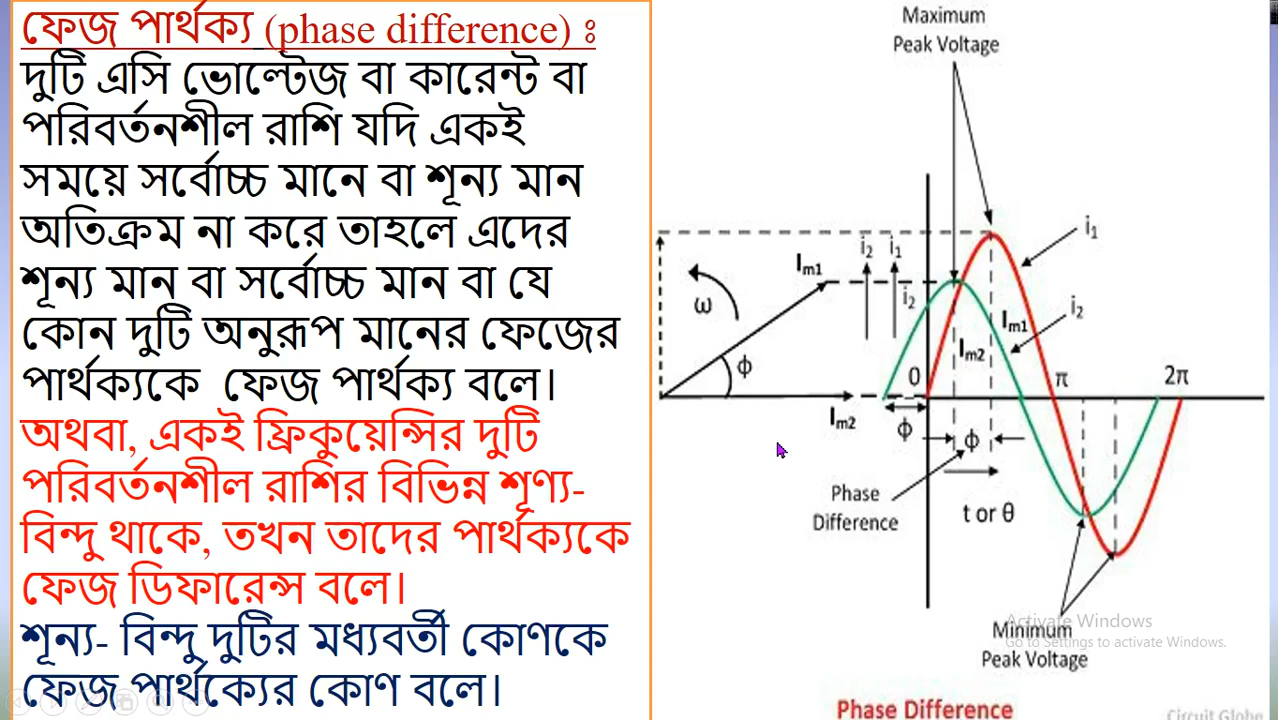 ফেজ পার্থক্য (phase difference) ঃ
দুটি এসি ভোল্টেজ বা কারেন্ট বা
পরিবর্তনশীল রাশি যদি একই
সময়ে সর্বোচ্চ মানে বা শূন্য মান
অতিক্রম না করে তাহলে এদের
শূন্য মান বা সর্বোচ্চ মান বা যে
কোন দুটি অনুরূপ মানের ফেজের
পার্থক্যকে ফেজ পার্থক্য বলে।
অথবা, একই ফ্রিকুয়েন্সির দুটি
পরিবর্তনশীল রাশির বিভিন্ন শূণ্য-
বিন্দু থাকে, তখন তাদের পার্থক্যকে
ফেজ ডিফারেন্স বলে।
শূন্য- বিন্দু দুটির মধ্যবর্তী কোণকে
ফেজ পার্থক্যের কোণ বলে।
Maximum
Peak Voltage
i₁
i₂ i₁
Iₘ₁
ω
i₂
i₂
Iₘ₁
Iₘ₂
ϕ
0
π
2π
Iₘ₂
ϕ
ϕ
Phase
Difference
t or θ
Activate Windows
Go to Settings to activate Windows.
Minimum
Peak Voltage
Phase Difference
Circuit Globe